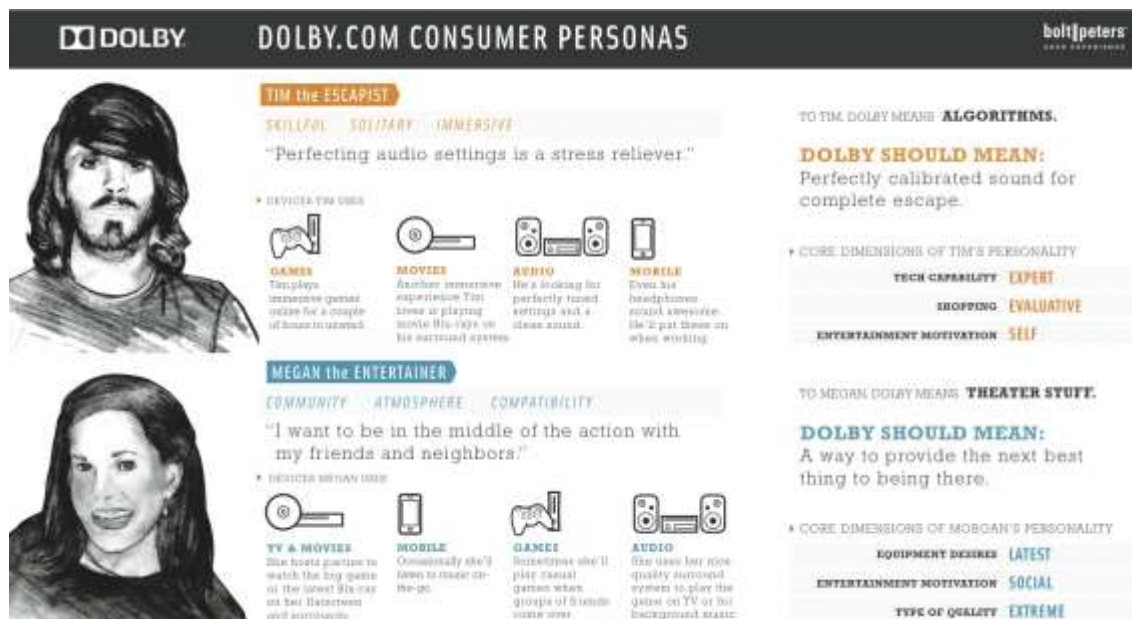 DOLBY
DOLBY.COM CONSUMER PERSONAS
bolt|peters
TIM the ESCAPIST
SKILLFUL SOLITARY IMMERSIVE
"Perfecting audio settings is a stress reliever."
DEVICES TIM USES
GAMES
Tim plays
immersive games
online for a couple
of hours to unwind.
MOVIES
Another immersive
experience Tim
loves is playing
movie Blu-rays on
his surround system
AUDIO
He's looking for
perfectly tuned
settings and a
clean sound.
MOBILE
Even his
headphones
sound awesome.
He'll put these on
when working
TO TIM, DOLBY MEANS ALGORITHMS.
DOLBY SHOULD MEAN:
Perfectly calibrated sound for
complete escape.
CORE DIMENSIONS OF TIM'S PERSONALITY
TECH CAPABILITY EXPERT
SHOPPING EVALUATIVE
ENTERTAINMENT MOTIVATION SELF
MEGAN the ENTERTAINER
COMMUNITY ATMOSPHERE COMPATIBILITY
"I want to be in the middle of the action with
my friends and neighbors."
DEVICES MEGAN USES
TV & MOVIES
She hosts parties to
watch the big game
or the latest Blu-ray
on her flatscreen
and surround
MOBILE
Occasionally she'll
listen to music on-
the-go.
GAMES
Sometimes she'll
play casual
games when
groups of friends
come over
AUDIO
She uses her nice
quality surround
system to play the
game on TV or for
background music
TO MEGAN, DOLBY MEANS THEATER STUFF.
DOLBY SHOULD MEAN:
A way to provide the next best
thing to being there.
CORE DIMENSIONS OF MORGAN'S PERSONALITY
EQUIPMENT DESIRES LATEST
ENTERTAINMENT MOTIVATION SOCIAL
TYPE OF QUALITY EXTREME